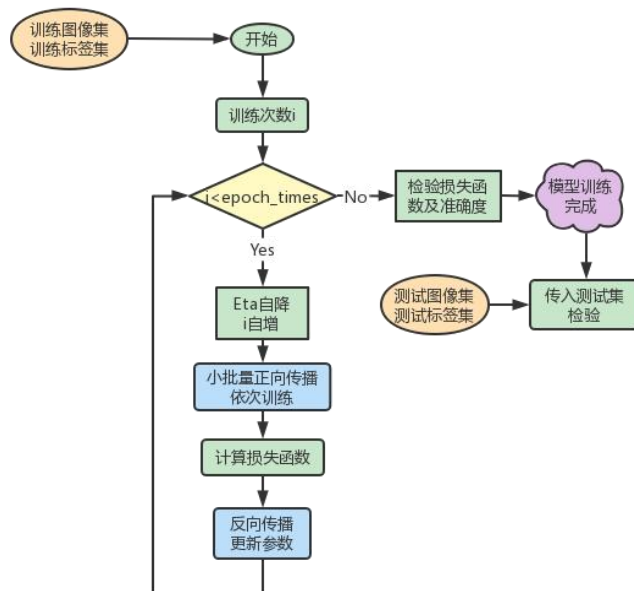 训练图像集
训练标签集
开始
训练次数i
i<epoch_times
No
检验损失函
数及准确度
模型训练
完成
Yes
Eta自降
i自增
测试图像集
测试标签集
传入测试集
检验
小批量正向传播
依次训练
计算损失函数
反向传播
更新参数